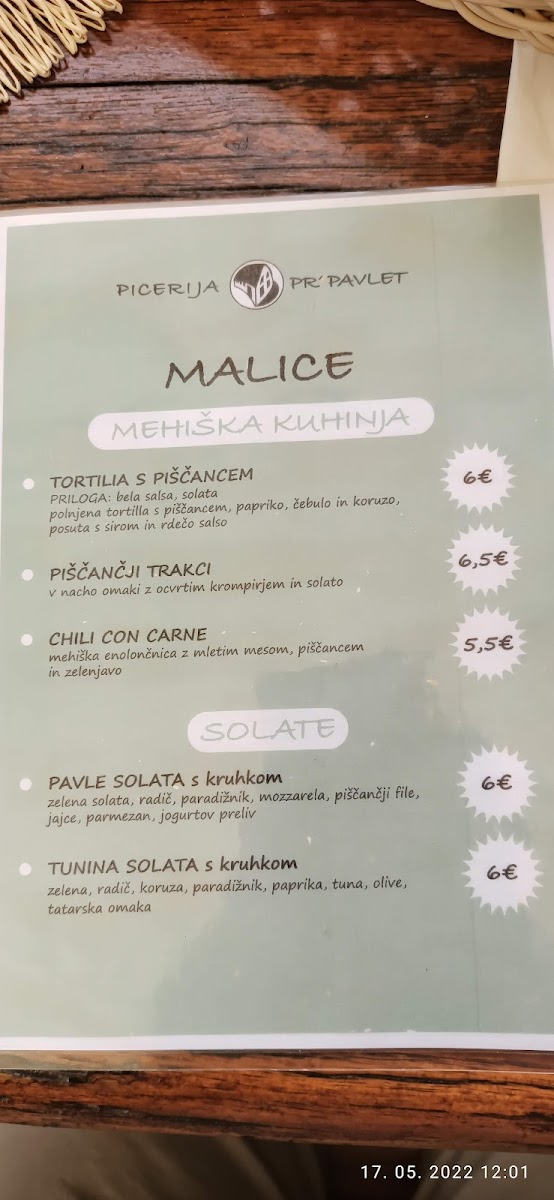 PICERIJA PR' PAVLET
MALICE
MEHIŠKA KUHINJA
TORTILIA S PIŠČANCEM 6€
PRILOGA: bela salsa, solata
polnjena tortilla s piščancem, papriko, čebulo in koruzo,
posuta s sirom in rdečo salso
PIŠČANČJI TRAKCI 6,5€
v nacho omaki z ocvrtim krompirjem in solato
CHILI CON CARNE 5,5€
mehiška enolončnica z mletim mesom, piščancem
in zelenjavo
SOLATE
PAVLE SOLATA s kruhkom 6€
zelena solata, radič, paradižnik, mozzarela, piščančji file,
jajce, parmezan, jogurtov preliv
TUNINA SOLATA s kruhkom 6€
zelena, radič, koruza, paradižnik, paprika, tuna, olive,
tatarska omaka
17. 05. 2022 12:01